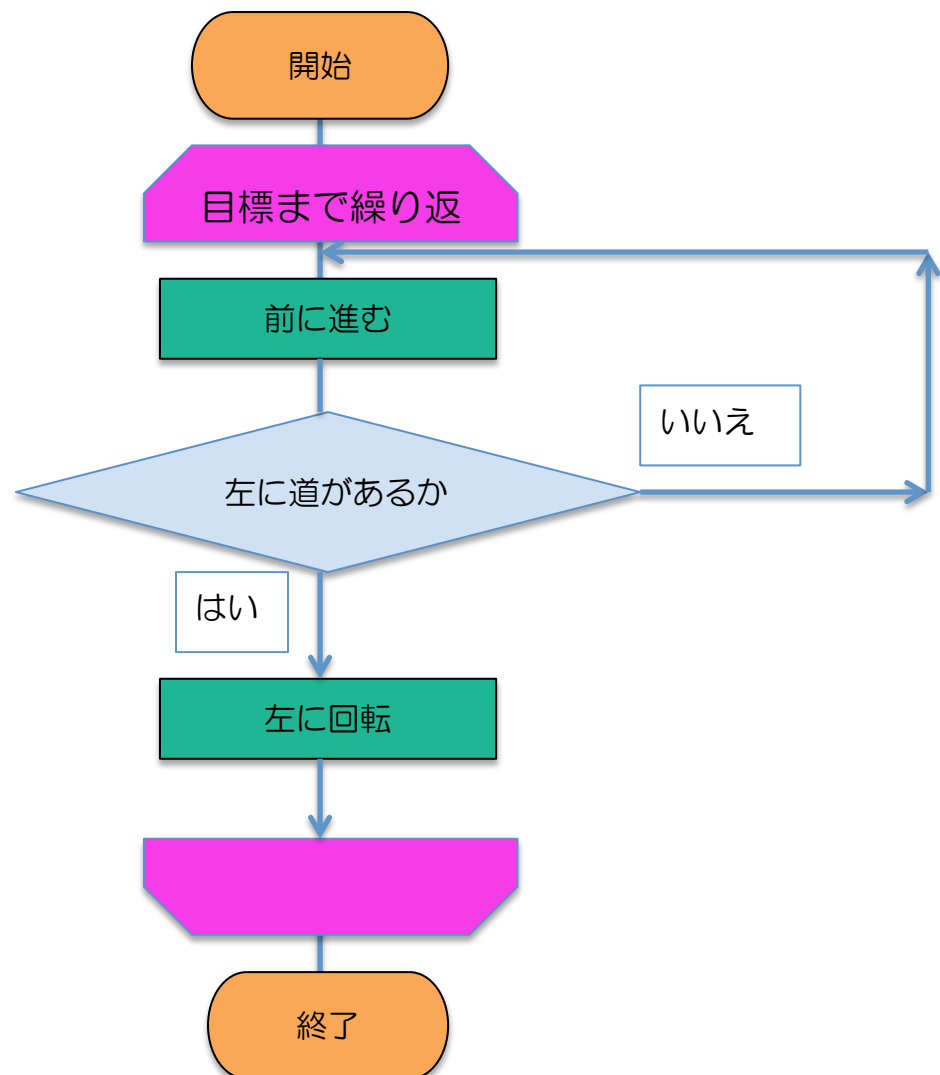 開始
目標まで繰り返
前に進む
いいえ
左に道があるか
はい
左に回転
終了